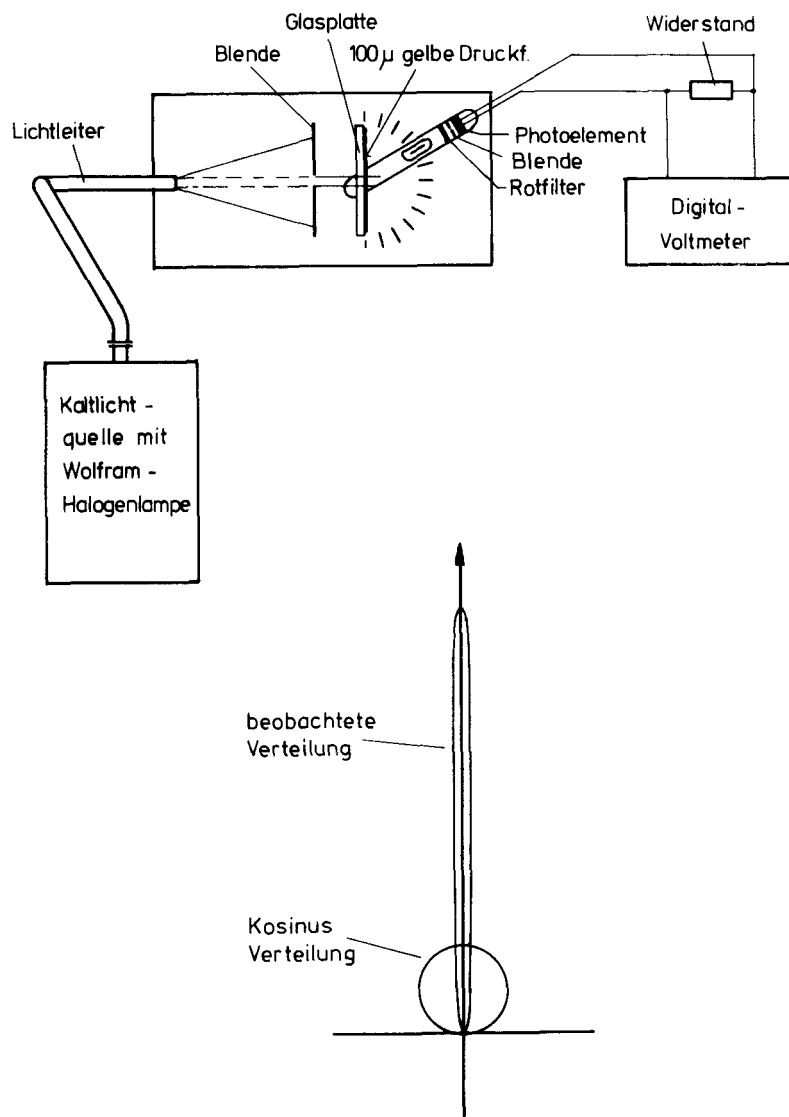 Glasplatte
Widerstand
Blende
100 µ gelbe Druckf.
Lichtleiter
Photoelement
Blende
Rotfilter
Digital -
Voltmeter
Kaltlicht -
quelle mit
Wolfram -
Halogenlampe
beobachtete
Verteilung
Kosinus
Verteilung